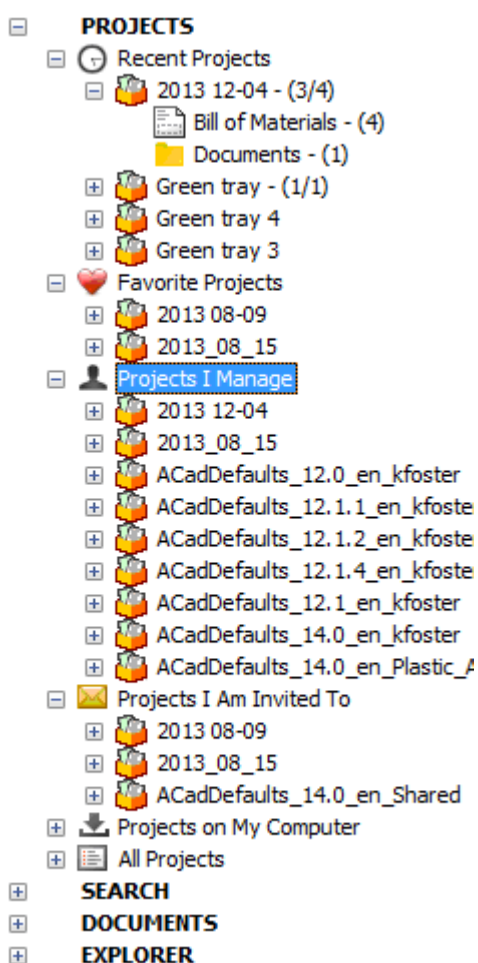 PROJECTS
Recent Projects
2013 12-04 - (3/4)
Bill of Materials - (4)
Documents - (1)
Green tray - (1/1)
Green tray 4
Green tray 3
Favorite Projects
2013 08-09
2013_08_15
Projects I Manage
2013 12-04
2013_08_15
ACadDefaults_12.0_en_kfoster
ACadDefaults_12.1.1_en_kfoste
ACadDefaults_12.1.2_en_kfoste
ACadDefaults_12.1.4_en_kfoste
ACadDefaults_12.1_en_kfoster
ACadDefaults_14.0_en_kfoster
ACadDefaults_14.0_en_Plastic_A
Projects I Am Invited To
2013 08-09
2013_08_15
ACadDefaults_14.0_en_Shared
Projects on My Computer
All Projects
SEARCH
DOCUMENTS
EXPLORER